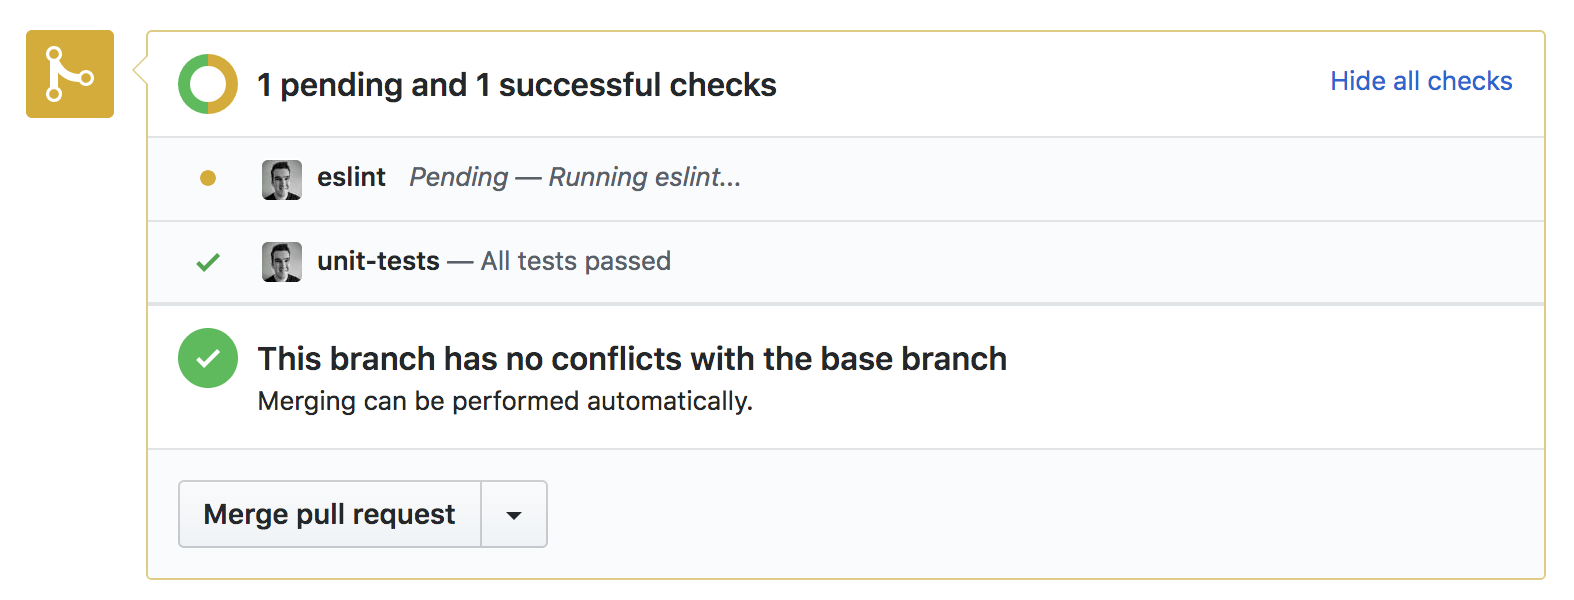 1 pending and 1 successful checks
Hide all checks
eslint Pending — Running eslint...
unit-tests — All tests passed
This branch has no conflicts with the base branch
Merging can be performed automatically.
Merge pull request